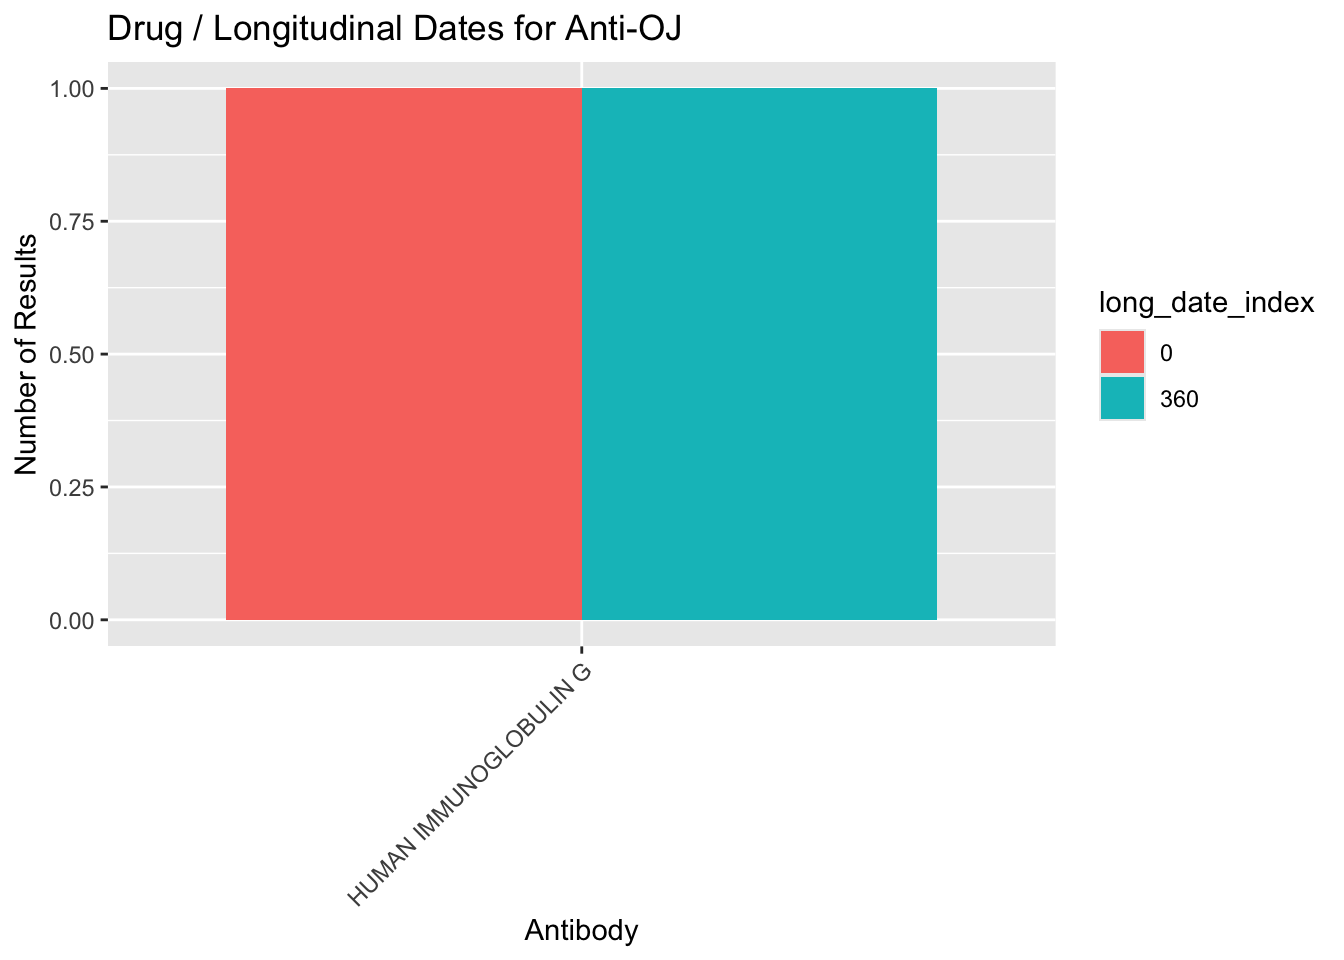 Drug / Longitudinal Dates for Anti-OJ
1.00
0.75
0.50
0.25
0.00
Number of Results
HUMAN IMMUNOGLOBULIN G
Antibody
long_date_index
0
360